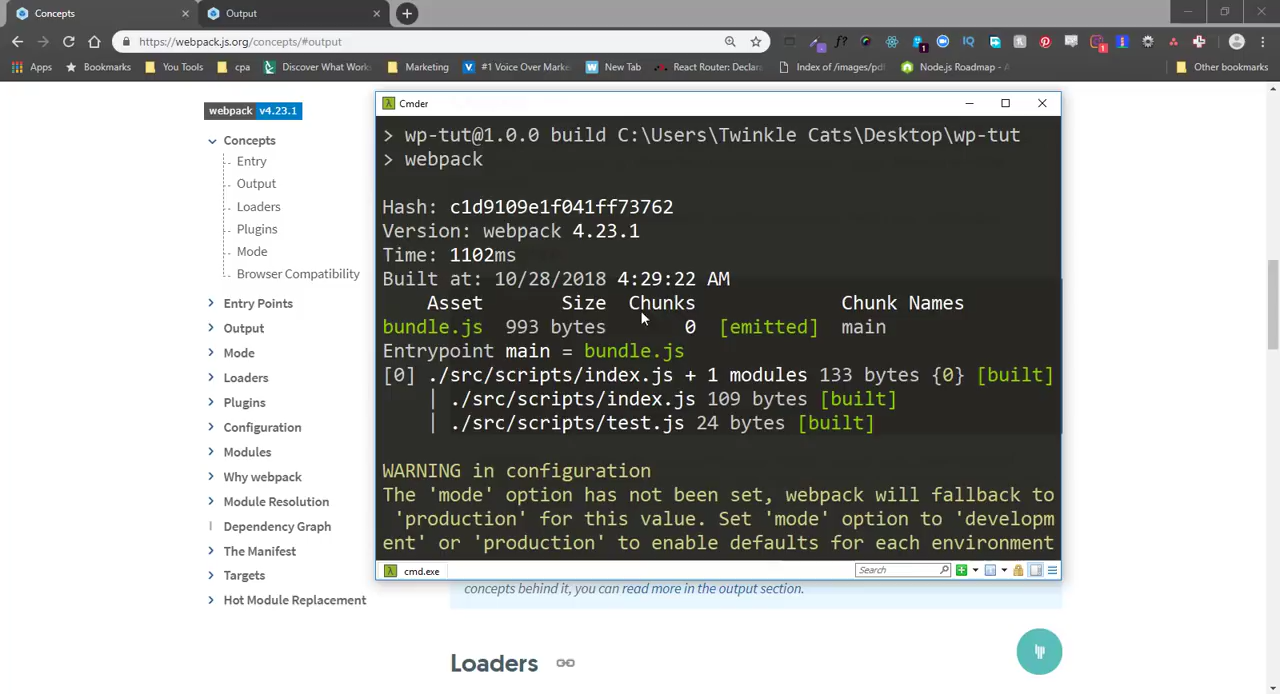 Concepts
Output
https://webpack.js.org/concepts/#output
Apps
Bookmarks
You Tools
cpa
Discover What Work
Marketing
#1 Voice Over Marke
New Tab
React Router: Decla
Index of /images/pdf
Node.js Roadmap -
Other bookmarks
webpack v4.23.1
Concepts
Entry
Output
Loaders
Plugins
Mode
Browser Compatibility
Entry Points
Output
Mode
Loaders
Plugins
Configuration
Modules
Why webpack
Module Resolution
Dependency Graph
The Manifest
Targets
Hot Module Replacement
Cmder
> wp-tut@1.0.0 build C:\Users\Twinkle Cats\Desktop\wp-tut
> webpack
Hash: c1d9109e1f041ff73762
Version: webpack 4.23.1
Time: 1102ms
Built at: 10/28/2018 4:29:22 AM
Asset Size Chunks Chunk Names
bundle.js 993 bytes 0 [emitted] main
Entrypoint main = bundle.js
[0] ./src/scripts/index.js + 1 modules 133 bytes {0} [built]
| ./src/scripts/index.js 109 bytes [built]
| ./src/scripts/test.js 24 bytes [built]
WARNING in configuration
The 'mode' option has not been set, webpack will fallback to
'production' for this value. Set 'mode' option to 'developm
ent' or 'production' to enable defaults for each environment
cmd.exe
Search
concepts behind it, you can read more in the output section.
Loaders